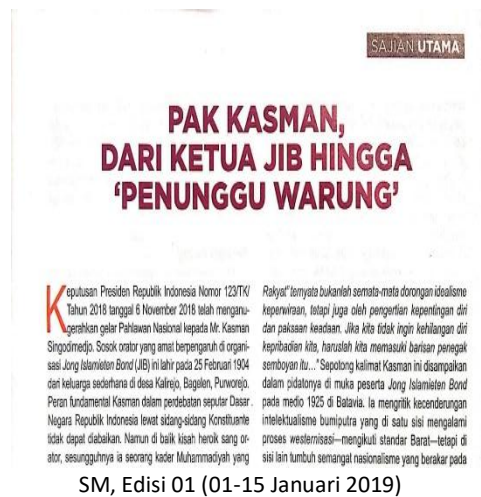 SAJIAN UTAMA
PAK KASMAN,
DARI KETUA JIB HINGGA
‘PENUNGGU WARUNG’
Keputusan Presiden Republik Indonesia Nomor 123/TK/
Tahun 2018 tanggal 6 November 2018 telah menganu-
gerahkan gelar Pahlawan Nasional kepada Mr. Kasman
Singodimedjo. Sosok orator yang amat berpengaruh di organi-
sasi Jong Islamieten Bond (JIB) ini lahir pada 25 Februari 1904
dari keluarga sederhana di desa Kalirejo, Bagelen, Purworejo.
Peran fundamental Kasman dalam perdebatan seputar Dasar
Negara Republik Indonesia lewat sidang-sidang Konstituante
tidak dapat diabaikan. Namun di balik kisah heroik sang or-
ator, sesungguhnya ia seorang kader Muhammadiyah yang
Rakyat” ternyata bukanlah semata-mata dorongan idealisme
keperwiraan, tetapi juga oleh pengertian kepentingan diri
dan paksaan keadaan. Jika kita tidak ingin kehilangan diri
kepribadian kita, haruslah kita memasuki barisan penegak
semboyan itu...” Sepotong kalimat Kasman ini disampaikan
dalam pidatonya di muka peserta Jong Islamieten Bond
pada medio 1925 di Batavia. Ia mengritik kecenderungan
intelektualisme bumiputra yang di satu sisi mengalami
proses westernisasi—mengikuti standar Barat—tetapi di
sisi lain tumbuh semangat nasionalisme yang berakar pada
SM, Edisi 01 (01-15 Januari 2019)